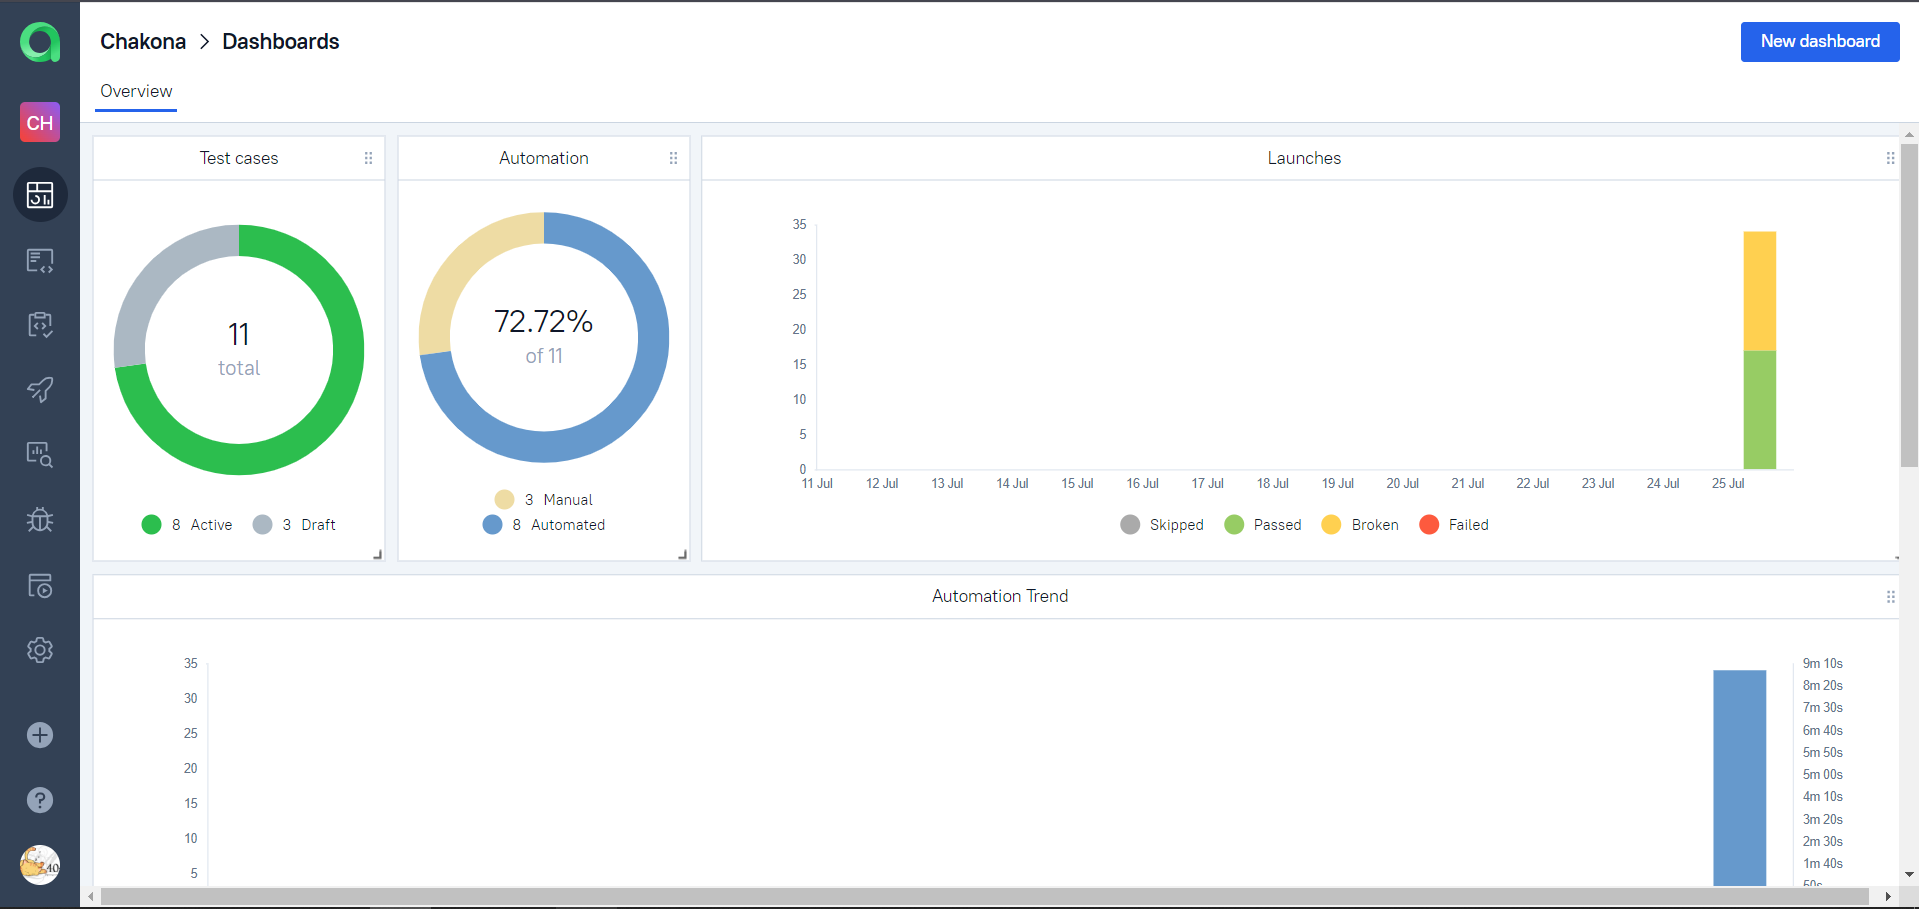 Chakona > Dashboards
New dashboard
Overview
CH
Test cases
11
total
8 Active
3 Draft
Automation
72.72%
of 11
3 Manual
8 Automated
Launches
35
30
25
20
15
10
5
0
11 Jul 12 Jul 13 Jul 14 Jul 15 Jul 16 Jul 17 Jul 18 Jul 19 Jul 20 Jul 21 Jul 22 Jul 23 Jul 24 Jul 25 Jul
Skipped Passed Broken Failed
Automation Trend
35
30
25
20
15
10
5
9m 10s
8m 20s
7m 30s
6m 40s
5m 50s
5m 00s
4m 10s
3m 20s
2m 30s
1m 40s
50s
?
40